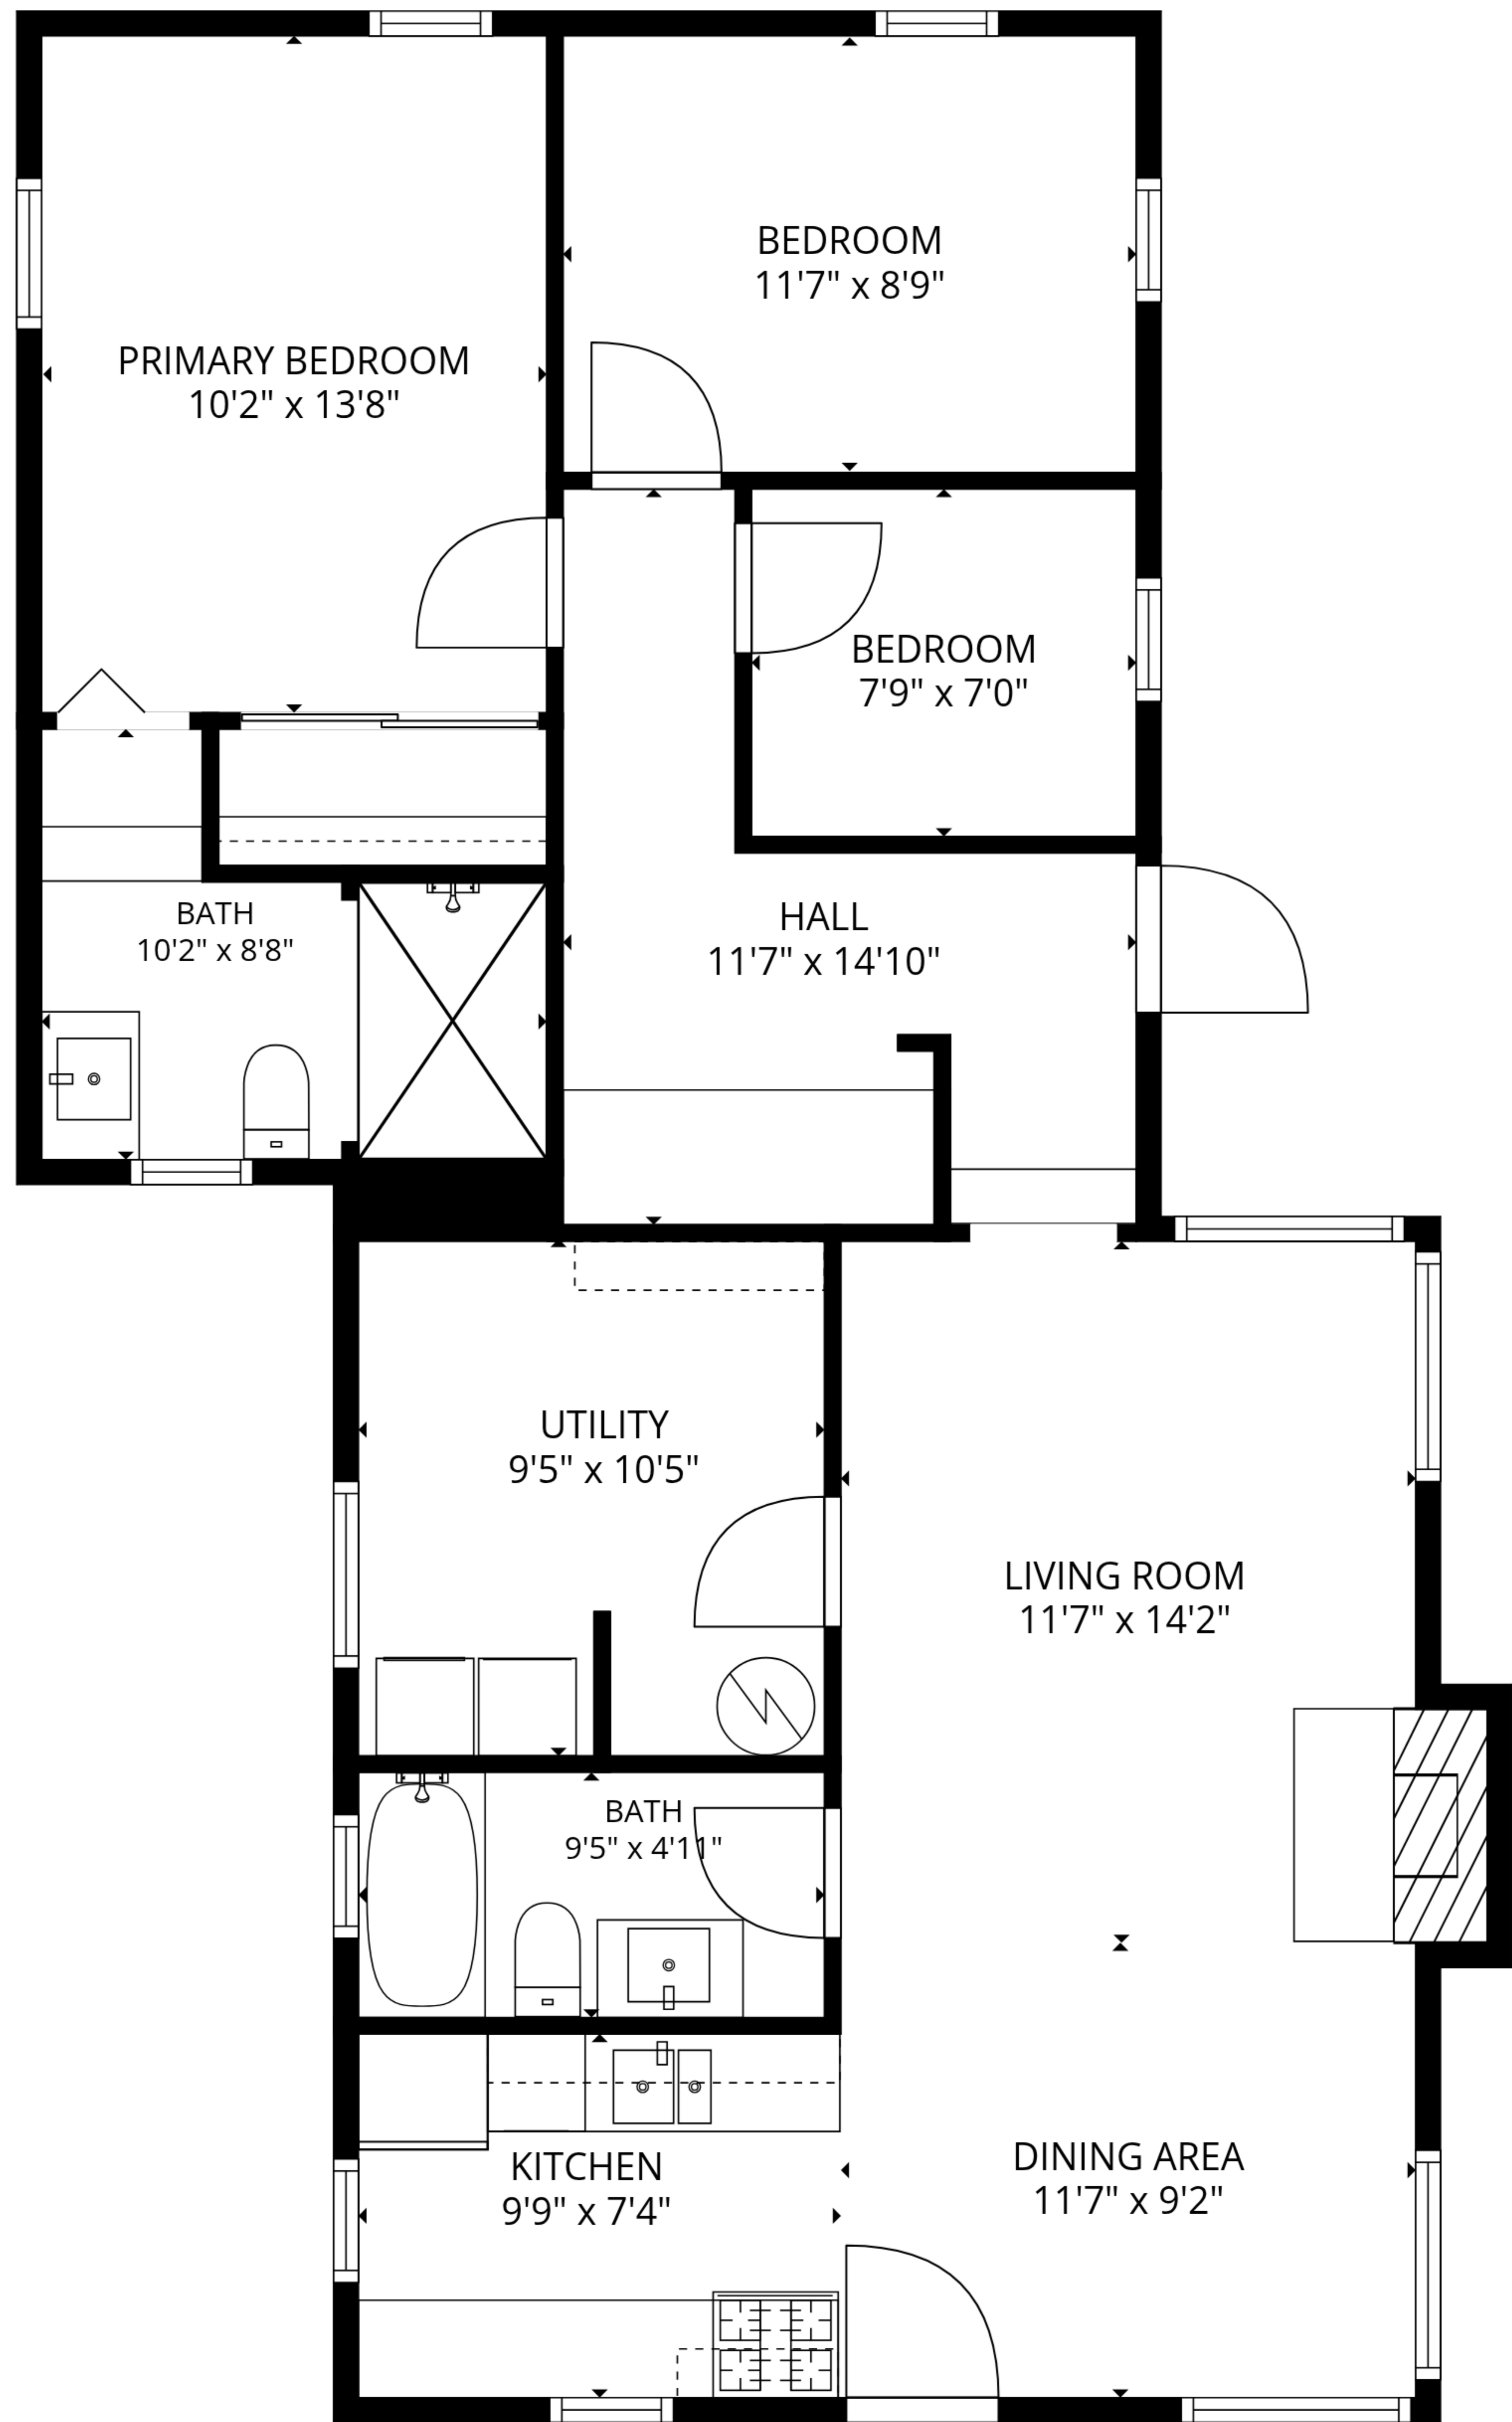 BEDROOM
11'7" x 8'9"
PRIMARY BEDROOM
10'2" x 13'8"
BEDROOM
7'9" x 7'0"
BATH
10'2" x 8'8"
HALL
11'7" x 14'10"
UTILITY
9'5" x 10'5"
LIVING ROOM
11'7" x 14'2"
BATH
9'5" x 4'11"
KITCHEN
9'9" x 7'4"
DINING AREA
11'7" x 9'2"